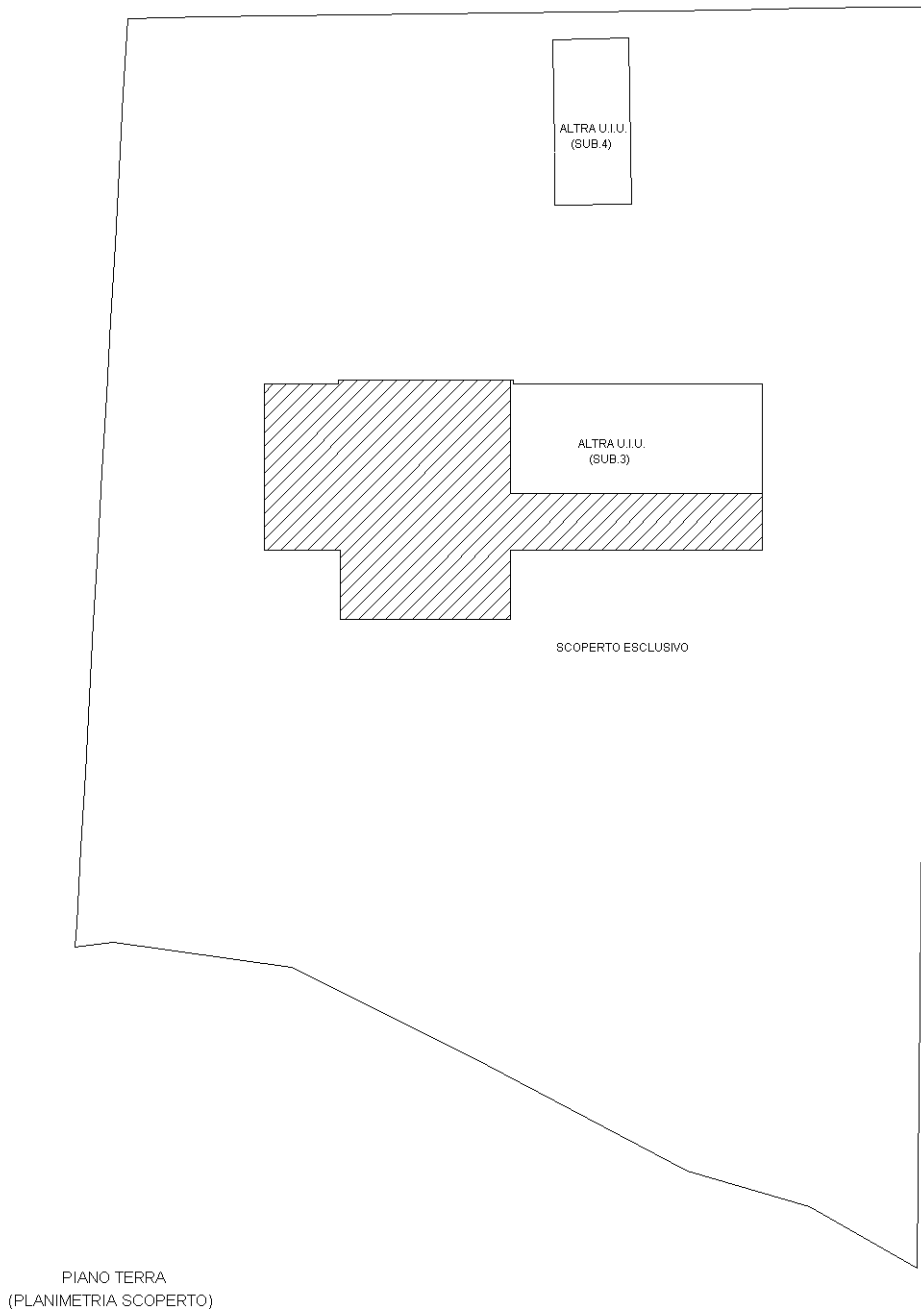 ALTRA U.I.U.
(SUB.4)
ALTRA U.I.U.
(SUB.3)
SCOPERTO ESCLUSIVO
PIANO TERRA
(PLANIMETRIA SCOPERTO)